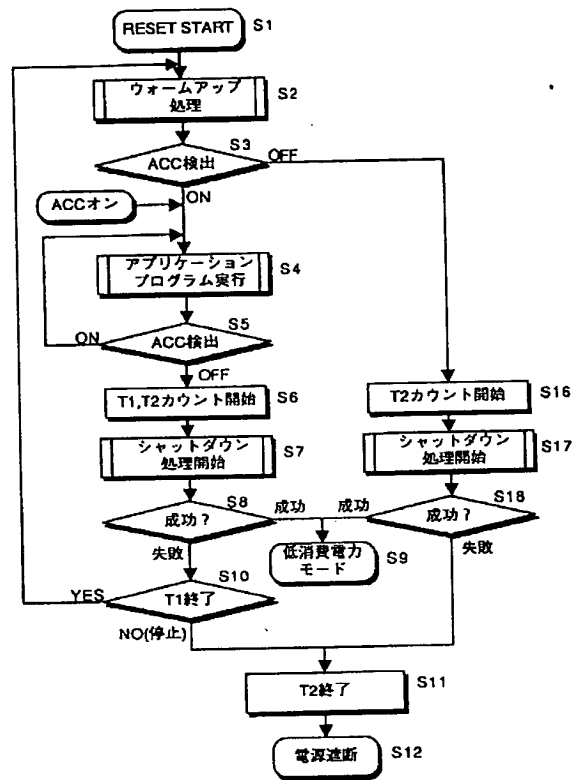 RESET START
S1
ウォームアップ
処理
S2
S3
ACC検出
OFF
ON
ACCオン
アプリケーション
プログラム実行
S4
S5
ACC検出
ON
OFF
T1,T2カウント開始
S6
T2カウント開始
S16
シャットダウン
処理開始
S7
シャットダウン
処理開始
S17
S8
成功?
成功
成功
S18
成功?
失敗
失敗
低消費電力
モード
S9
S10
T1終了
YES
NO(停止)
T2終了
S11
電源遮断
S12